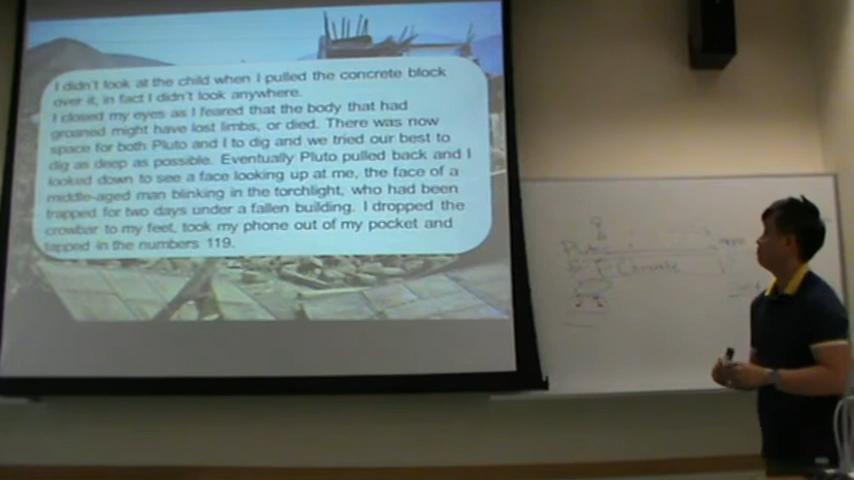 I didn't look at the child when I pulled the concrete block
over it, in fact I didn't look anywhere.
I closed my eyes as I feared that the body that had
groaned might have lost limbs, or died. There was now
space for both Pluto and I to dig and we tried our best to
dig as deep as possible. Eventually Pluto pulled back and I
looked down to see a face looking up at me, the face of a
middle-aged man blinking in the torchlight, who had been
trapped for two days under a fallen building. I dropped the
crowbar to my feet, took my phone out of my pocket and
tapped in the numbers 119.
Pluto
Concrete